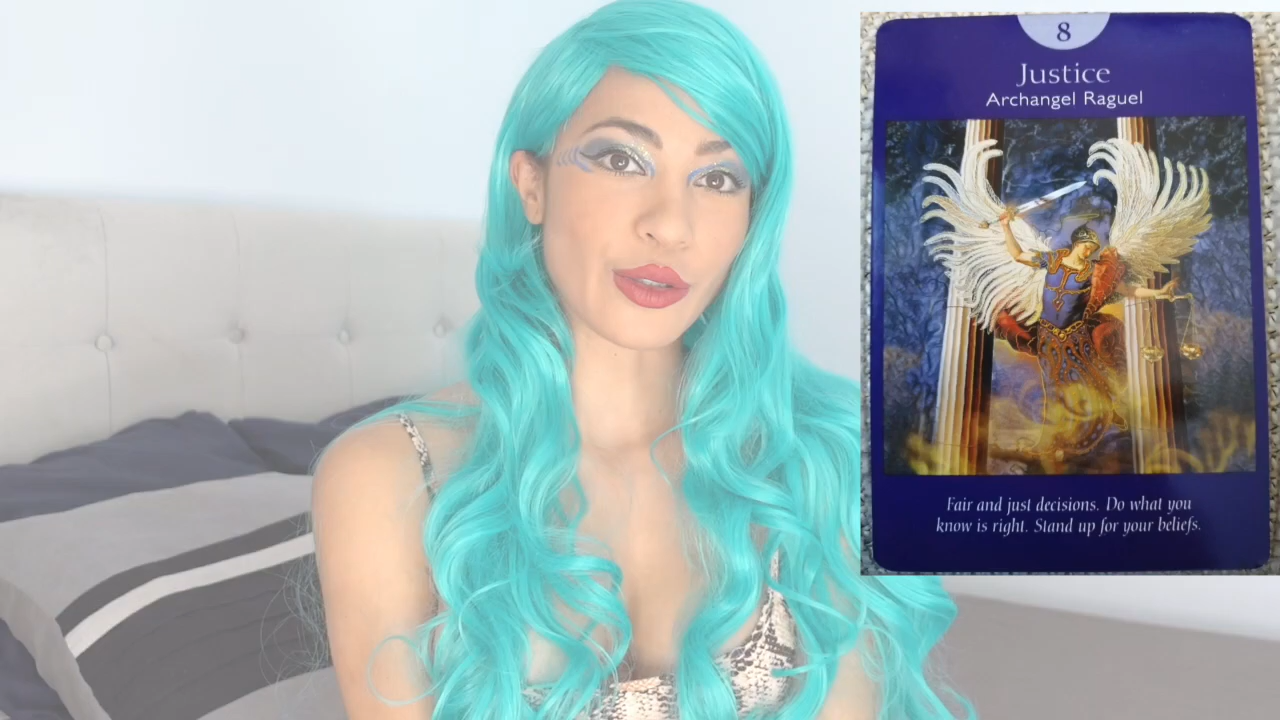 8
Justice
Archangel Raguel
Fair and just decisions. Do what you
know is right. Stand up for your beliefs.